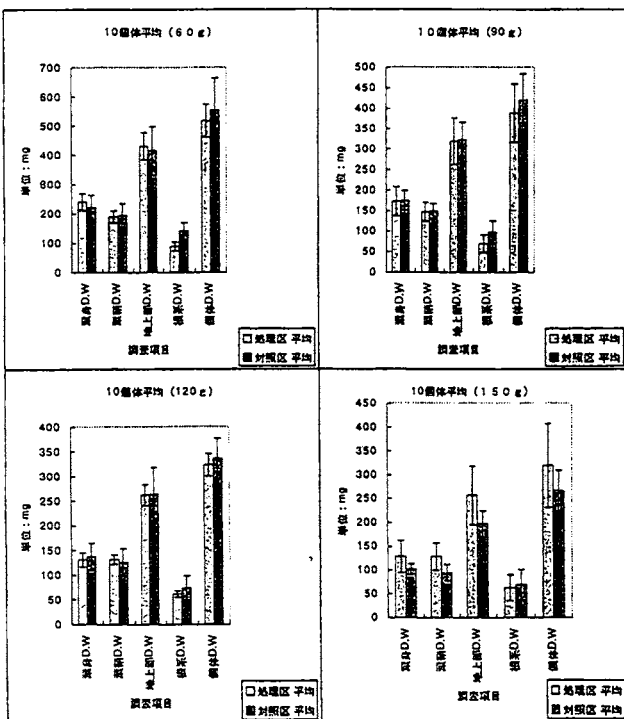 10個体平均(60g)
700
600
500
400
300
200
100
0
単位:mg
葉身D.W
葉鞘D.W
地上部D.W
根系D.W
個体D.W
調査項目
処理区 平均
対照区 平均
10個体平均(90g)
500
450
400
350
300
250
200
150
100
50
0
単位:mg
葉身D.W
葉鞘D.W
地上部D.W
根系D.W
個体D.W
調査項目
処理区 平均
対照区 平均
10個体平均(120g)
400
350
300
250
200
150
100
50
0
単位:mg
葉身D.W
葉鞘D.W
地上部D.W
根系D.W
個体D.W
調査項目
処理区 平均
対照区 平均
10個体平均(150g)
450
400
350
300
250
200
150
100
50
0
単位:mg
葉身D.W
葉鞘D.W
地上部D.W
根系D.W
個体D.W
調査項目
処理区 平均
対照区 平均